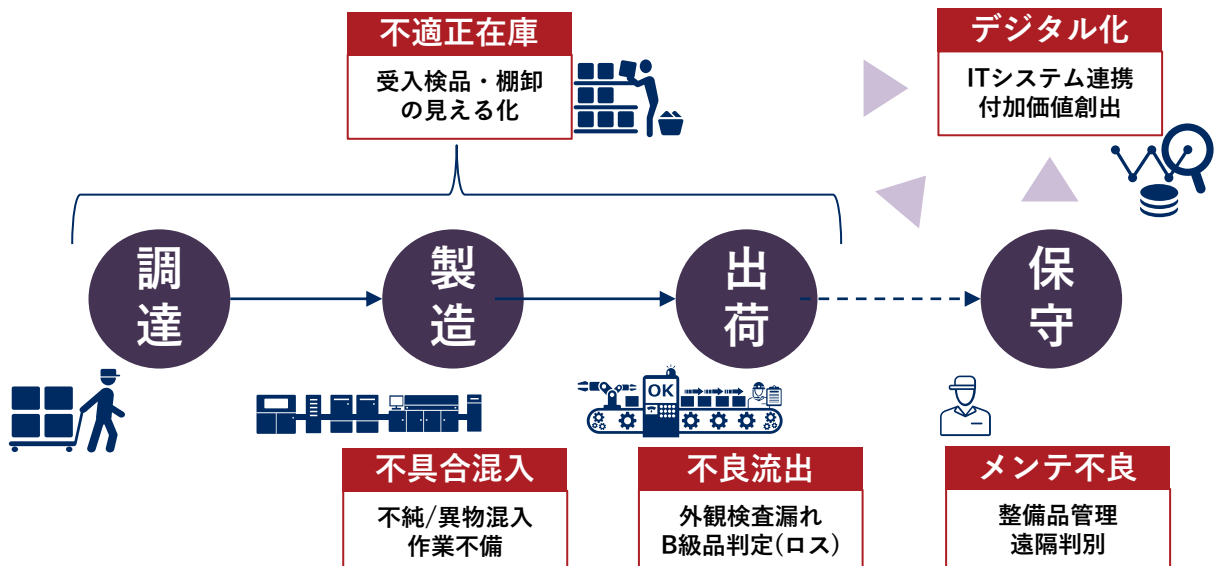 不適正在庫
受入検品・棚卸
の見える化
デジタル化
ITシステム連携
付加価値創出
調
達
製
造
出
荷
保
守
OK
不具合混入
不純/異物混入
作業不備
不良流出
外観検査漏れ
B級品判定(ロス)
メンテ不良
整備品管理
遠隔判別